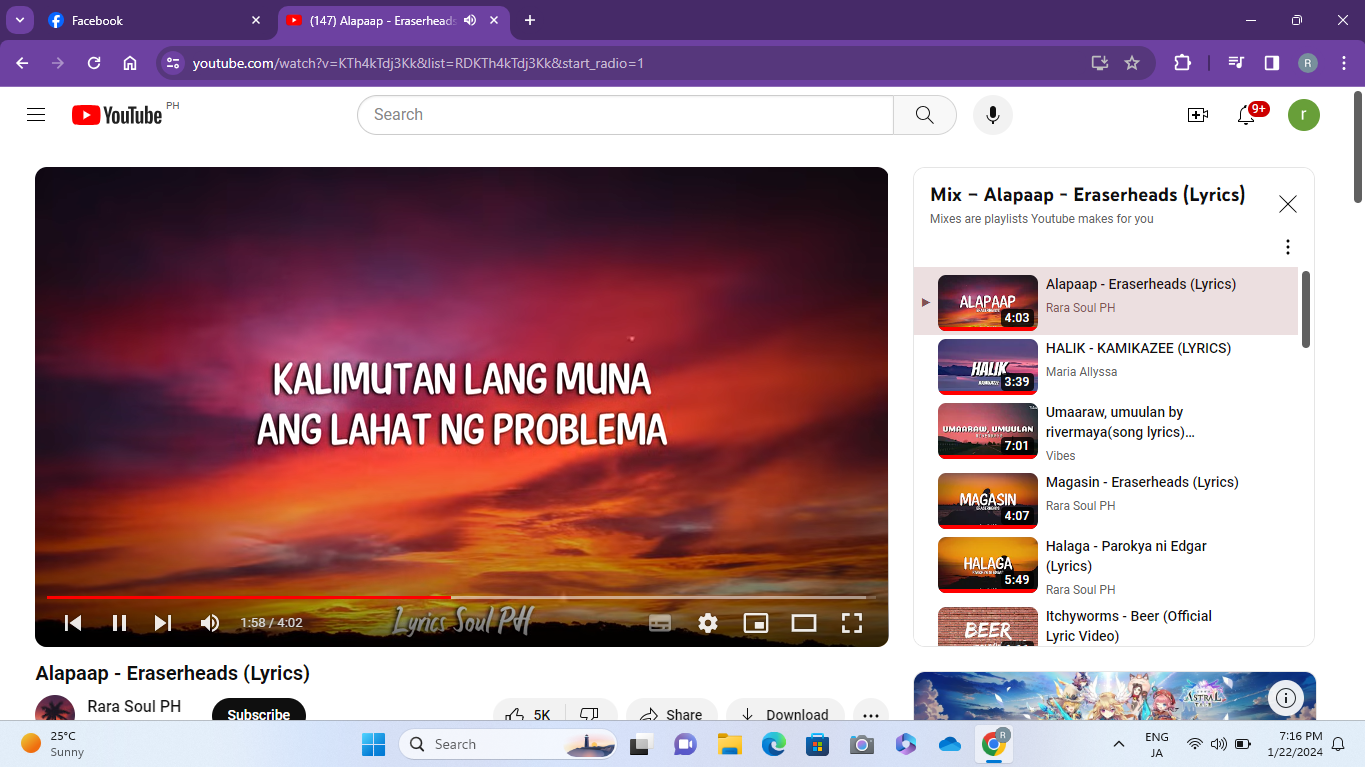 Facebook
(147) Alapaap - Eraserheads
youtube.com/watch?v=KTh4kTdj3Kk&list=RDKTh4kTdj3Kk&start_radio=1
R
YouTube PH
Search
9+
r
KALIMUTAN LANG MUNA
ANG LAHAT NG PROBLEMA
Lyrics Soul PH
1:58 / 4:02
Alapaap - Eraserheads (Lyrics)
Rara Soul PH
Subscribe
5K
Share
Download
Mix – Alapaap - Eraserheads (Lyrics)
Mixes are playlists Youtube makes for you
ALAPAAP
4:03
Alapaap - Eraserheads (Lyrics)
Rara Soul PH
HALIK
KAMIKAZEE
3:39
HALIK - KAMIKAZEE (LYRICS)
Maria Allyssa
UMAARAW, UMUULAN
7:01
Umaaraw, umuulan by
rivermaya(song lyrics)...
Vibes
MAGASIN
4:07
Magasin - Eraserheads (Lyrics)
Rara Soul PH
HALAGA
5:49
Halaga - Parokya ni Edgar
(Lyrics)
Rara Soul PH
BEER
Itchyworms - Beer (Official
Lyric Video)
ASTRAL
25°C
Sunny
Search
R
ENG
JA
7:16 PM
1/22/2024